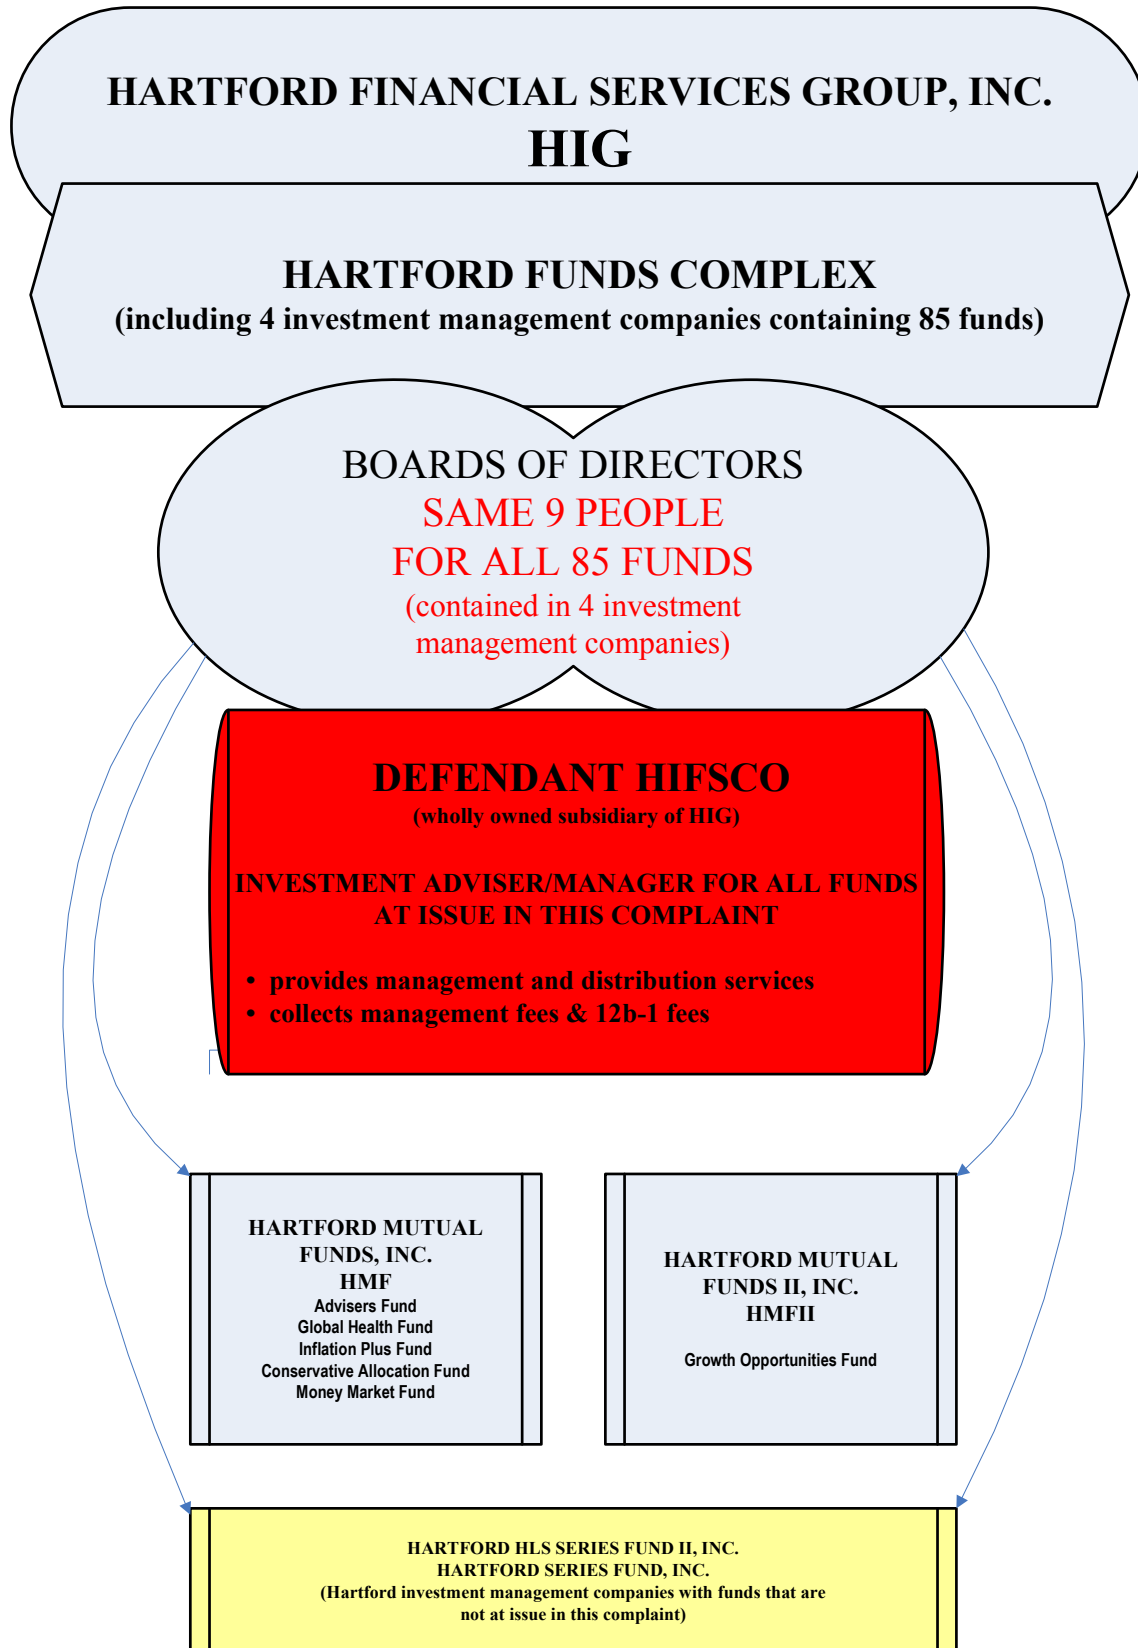 HARTFORD FINANCIAL SERVICES GROUP, INC.
HIG
HARTFORD FUNDS COMPLEX
(including 4 investment management companies containing 85 funds)
BOARDS OF DIRECTORS
SAME 9 PEOPLE
FOR ALL 85 FUNDS
(contained in 4 investment
management companies)
DEFENDANT HIFSCO
(wholly owned subsidiary of HIG)
INVESTMENT ADVISER/MANAGER FOR ALL FUNDS
AT ISSUE IN THIS COMPLAINT
• provides management and distribution services
• collects management fees & 12b-1 fees
HARTFORD MUTUAL
FUNDS, INC.
HMF
Advisers Fund
Global Health Fund
Inflation Plus Fund
Conservative Allocation Fund
Money Market Fund
HARTFORD MUTUAL
FUNDS II, INC.
HMFII
Growth Opportunities Fund
HARTFORD HLS SERIES FUND II, INC.
HARTFORD SERIES FUND, INC.
(Hartford investment management companies with funds that are
not at issue in this complaint)